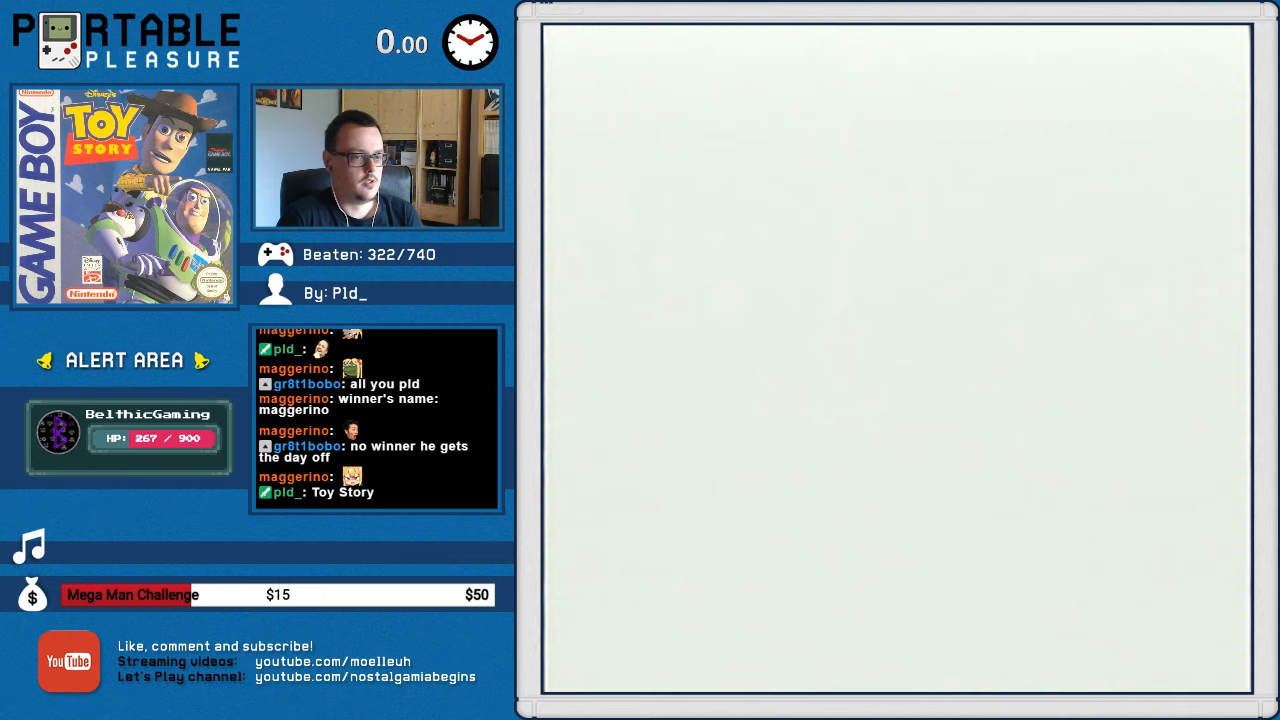 PORTABLE
PLEASURE
0.00
Nintendo
GAME BOY
Disney's
TOY
STORY
Nintendo
Beaten: 322/740
By: Pld_
ALERT AREA
BelthicGaming
HP: 267 / 900
maggerino:
pld_:
maggerino:
gr8t1bobo: all you pld
maggerino: winner's name:
maggerino
maggerino:
gr8t1bobo: no winner he gets
the day off
maggerino:
pld_: Toy Story
Mega Man Challenge $15 $50
YouTube
Like, comment and subscribe!
Streaming videos: youtube.com/moelleuh
Let's Play channel: youtube.com/nostalgamiabegins